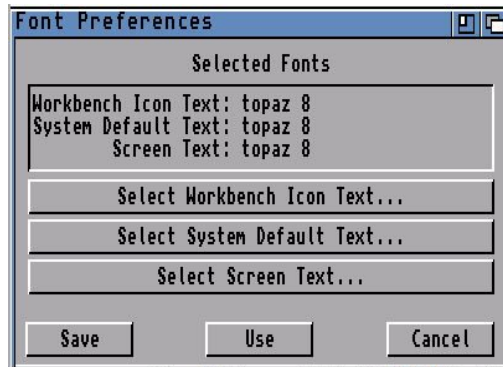 Font Preferences
Selected Fonts
Workbench Icon Text: topaz 8
System Default Text: topaz 8
Screen Text: topaz 8
Select Workbench Icon Text...
Select System Default Text...
Select Screen Text...
Save Use Cancel